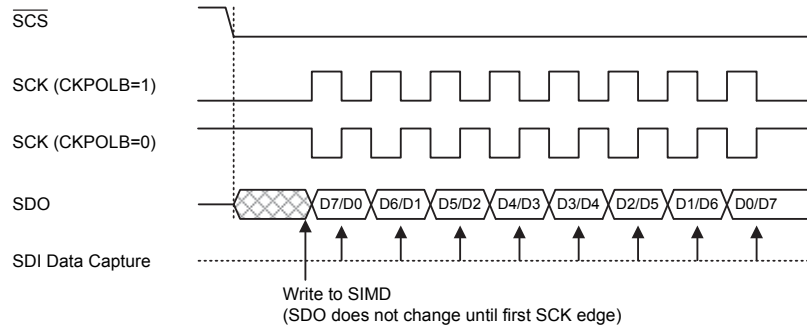 SCS
SCK (CKPOLB=1)
SCK (CKPOLB=0)
SDO
D7/D0 D6/D1 D5/D2 D4/D3 D3/D4 D2/D5 D1/D6 D0/D7
SDI Data Capture
Write to SIMD
(SDO does not change until first SCK edge)